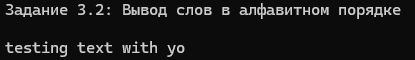 Задание 3.2: Вывод слов в алфавитном порядке
testing text with yo